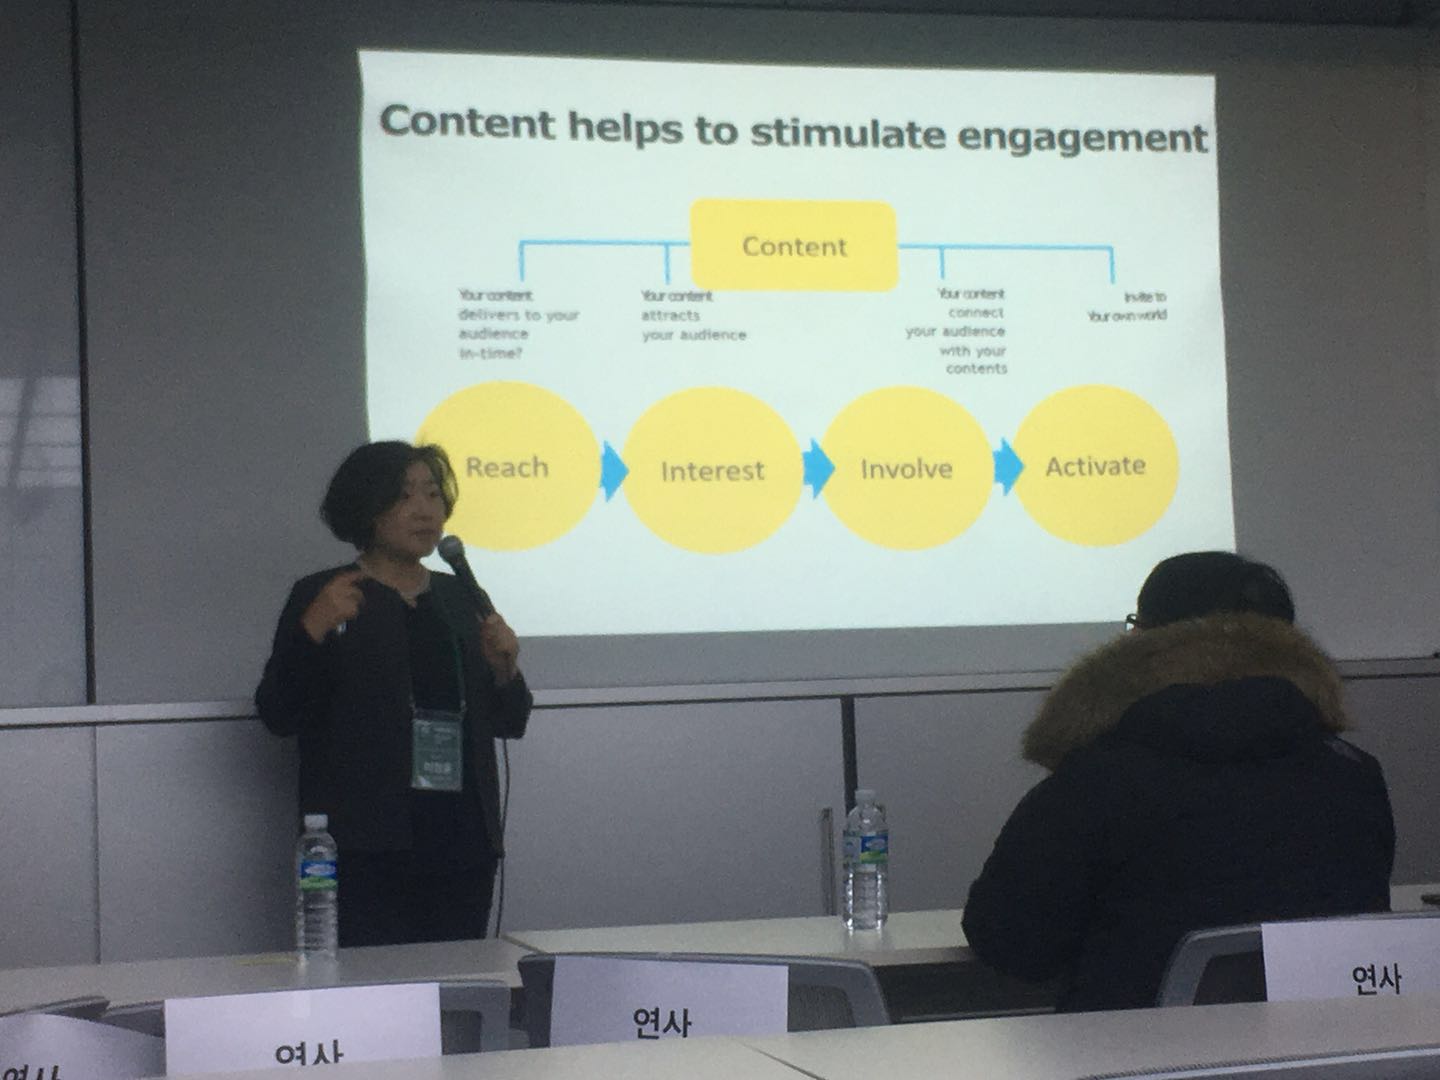 Content helps to stimulate engagement
Content
Your content
delivers to your
audience
in-time?
Your content
attracts
your audience
Your content
connect
your audience
with your
contents
Invite to
Your own world
Reach
Interest
Involve
Activate
연사
연사
연사
연사